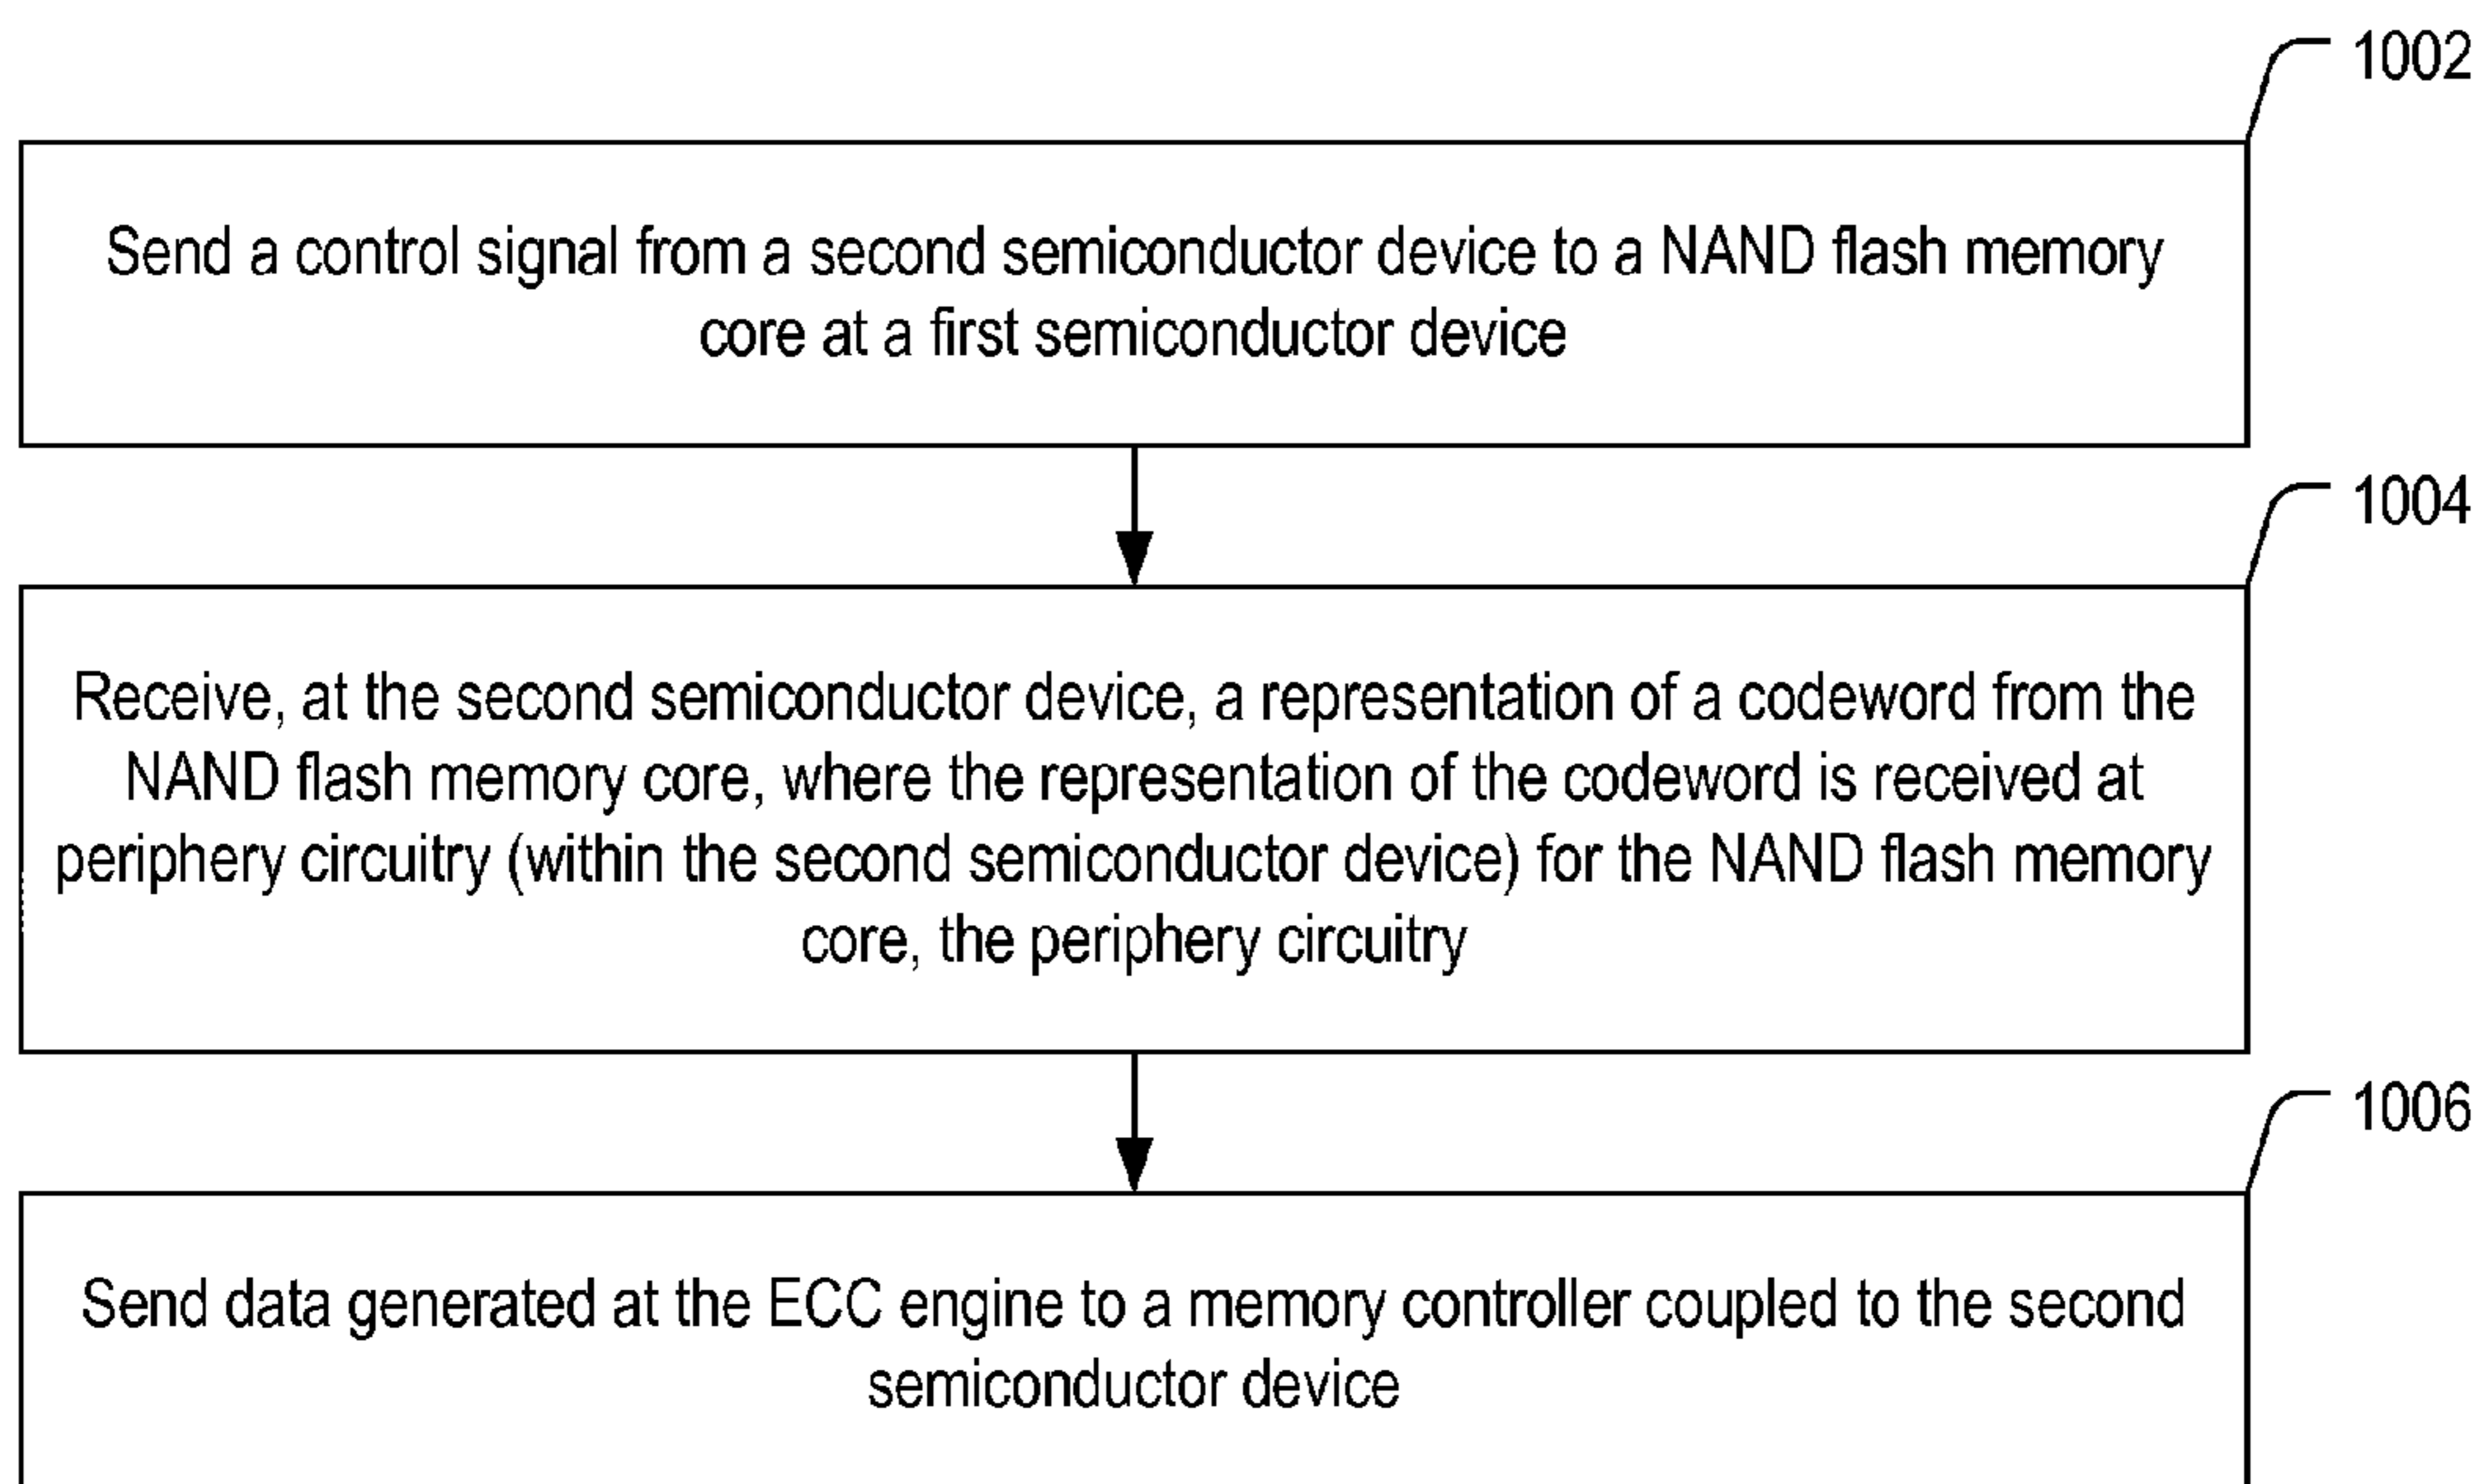 1002
Send a control signal from a second semiconductor device to a NAND flash memory
core at a first semiconductor device
1004
Receive, at the second semiconductor device, a representation of a codeword from the
NAND flash memory core, where the representation of the codeword is received at
periphery circuitry (within the second semiconductor device) for the NAND flash memory
core, the periphery circuitry
1006
Send data generated at the ECC engine to a memory controller coupled to the second
semiconductor device